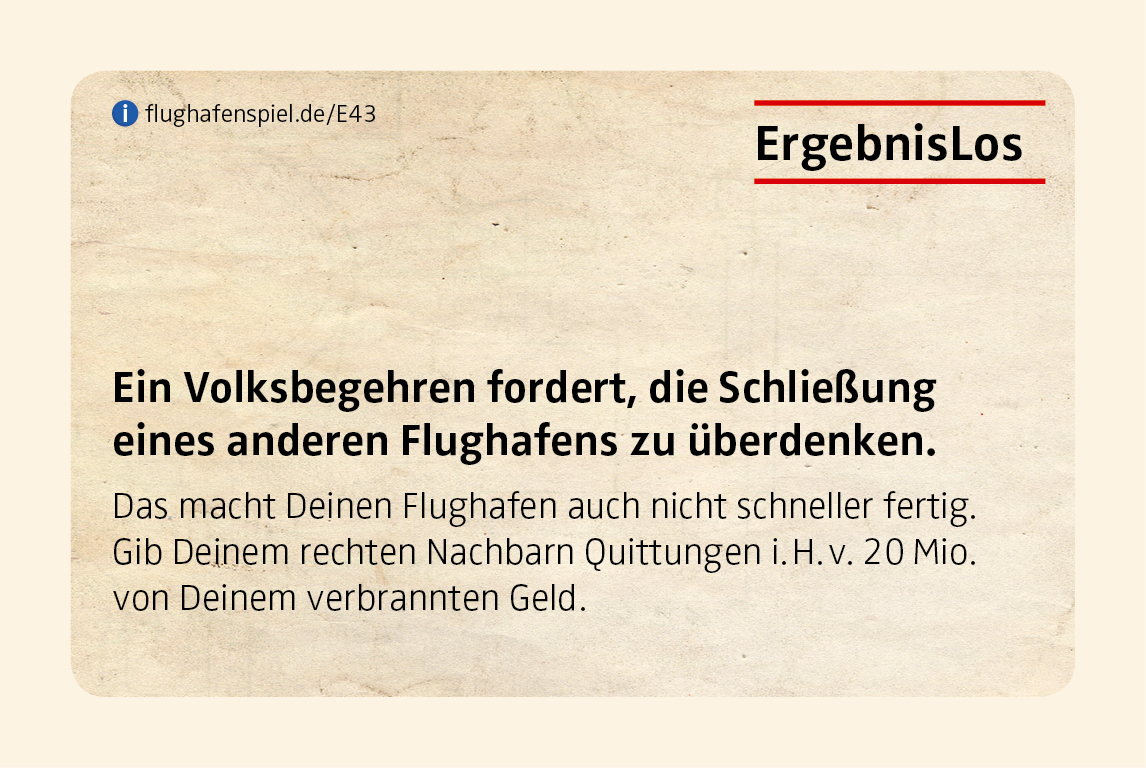 flughafenspiel.de/E43
ErgebnisLos
Ein Volksbegehren fordert, die Schließung
eines anderen Flughafens zu überdenken.
Das macht Deinen Flughafen auch nicht schneller fertig.
Gib Deinem rechten Nachbarn Quittungen i. H. v. 20 Mio.
von Deinem verbrannten Geld.